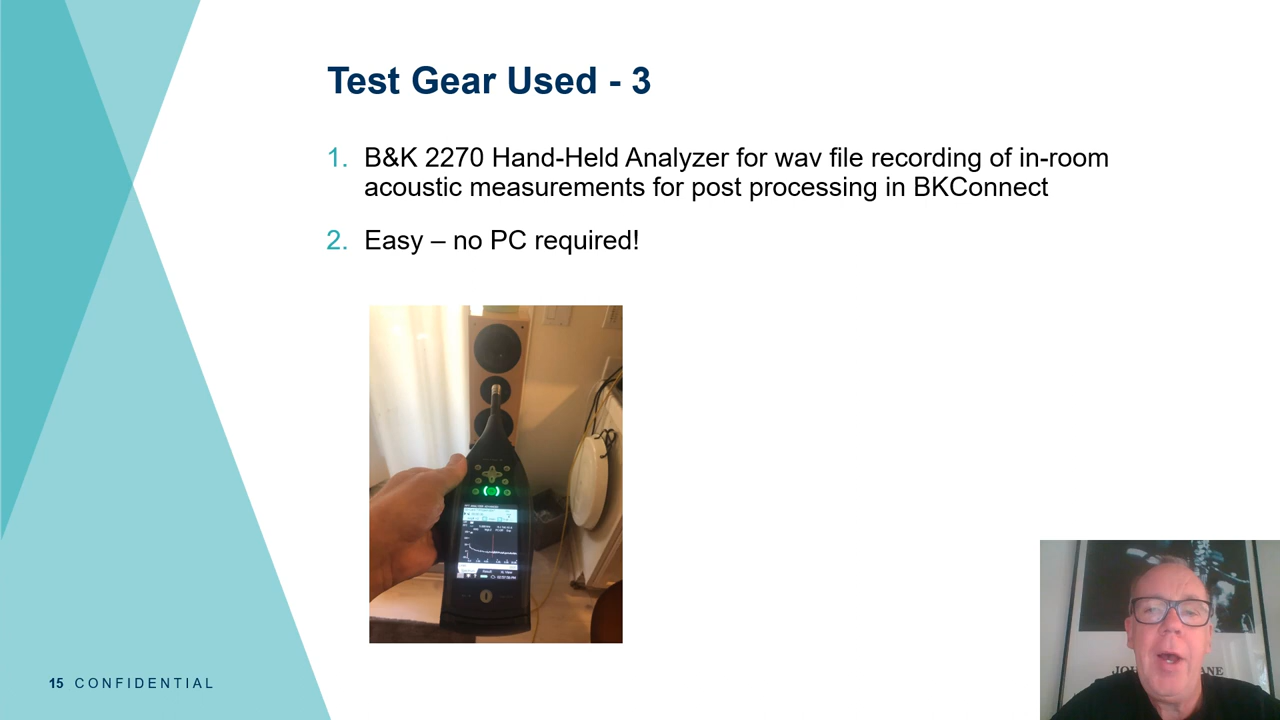 Test Gear Used - 3
1. B&K 2270 Hand-Held Analyzer for wav file recording of in-room
acoustic measurements for post processing in BKConnect
2. Easy – no PC required!
15 CONFIDENTIAL